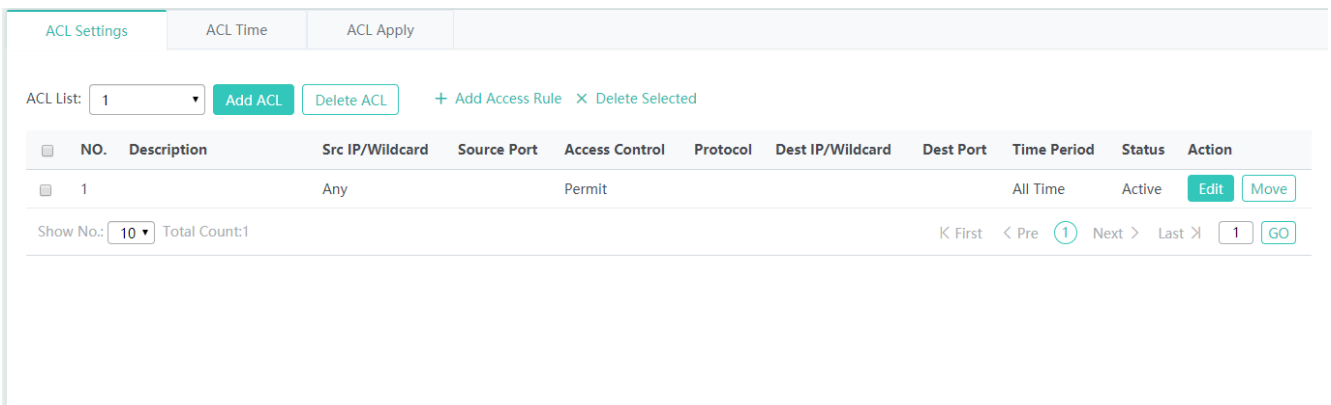 ACL Settings ACL Time ACL Apply
ACL List: 1 Add ACL Delete ACL + Add Access Rule × Delete Selected
NO. Description Src IP/Wildcard Source Port Access Control Protocol Dest IP/Wildcard Dest Port Time Period Status Action
1 Any Permit All Time Active Edit Move
Show No.: 10 Total Count:1 First < Pre 1 Next > Last 1 GO